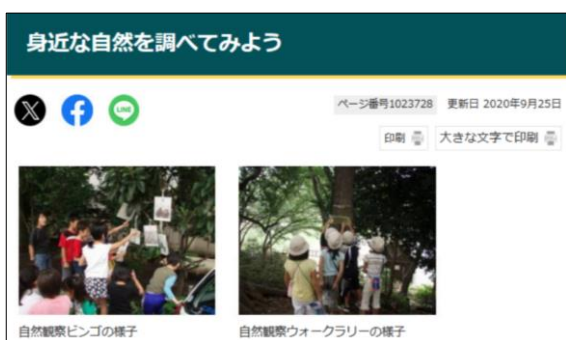 身近な自然を調べてみよう
LINE
ページ番号1023728 更新日 2020年9月25日
印刷 大きな文字で印刷
自然観察ビンゴの様子 自然観察ウォークラリーの様子